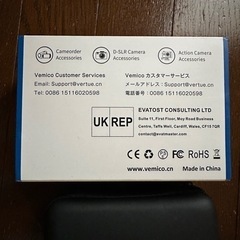 Cameorder
Accessories
D-SLR Camera
Accessories
Action Camera
Accessories
Vemico Customer Services
Email: Support@vertue.cn
Tel: 0086 15116020598
Vemico カスタマーサービス
メールアドレス: Support@vertue.cn
電話番号: 0086 15116020598
UK REP
EVATOST CONSULTING LTD
Suite 11, First Floor, Moy Road Business
Centre, Taffs Well, Cardiff, Wales, CF15 7QR
contact@evatmaster.com
CE FC RoHS
www.vemico.cn
Made in China